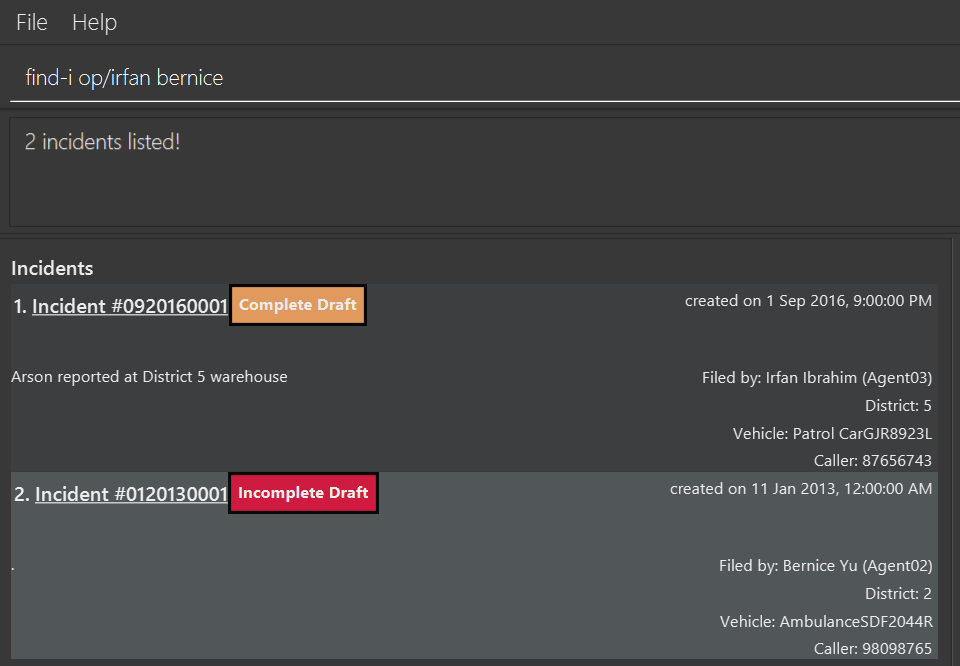 File Help
find-i op/irfan bernice
2 incidents listed!
Incidents
1. Incident #0920160001 Complete Draft created on 1 Sep 2016, 9:00:00 PM
Arson reported at District 5 warehouse Filed by: Irfan Ibrahim (Agent03)
District: 5
Vehicle: Patrol CarGJR8923L
Caller: 87656743
2. Incident #0120130001 Incomplete Draft created on 11 Jan 2013, 12:00:00 AM
. Filed by: Bernice Yu (Agent02)
District: 2
Vehicle: AmbulanceSDF2044R
Caller: 98098765